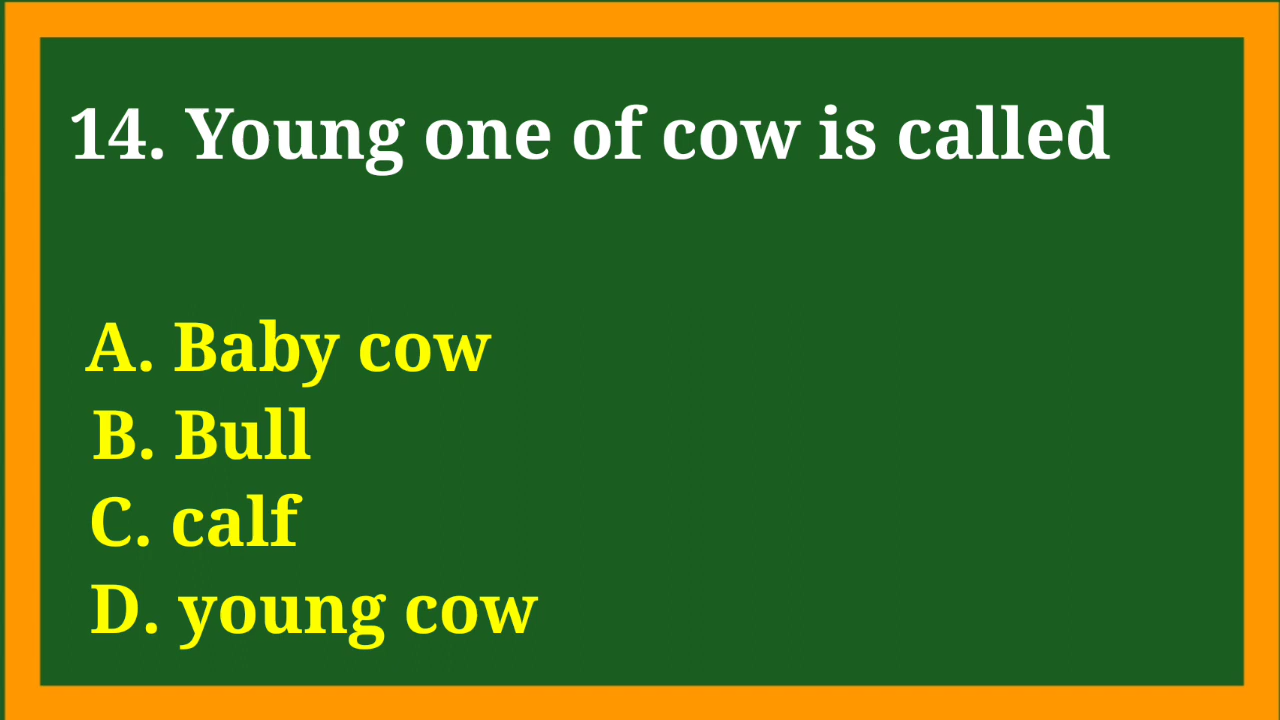 14. Young one of cow is called
A. Baby cow
B. Bull
C. calf
D. young cow